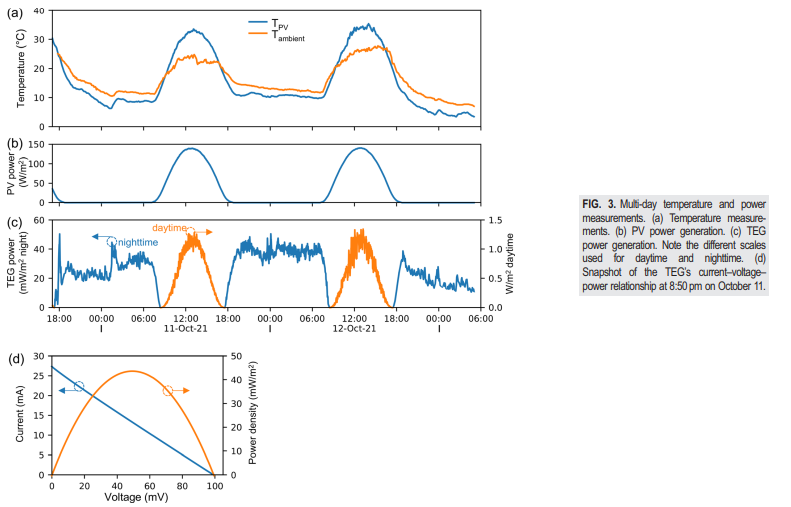 (a)
40
30
20
10
0
Temperature (°C)
T_PV
T_ambient
(b)
150
100
50
0
PV power
(W/m²)
(c)
60
40
20
0
TEG power
(mW/m² night)
nighttime
daytime
1.5
1.0
0.5
0.0
W/m² daytime
18:00 00:00 06:00 12:00 18:00 00:00 06:00 12:00 18:00 00:00 06:00
11-Oct-21 12-Oct-21
(d)
30
25
20
15
10
5
0
Current (mA)
50
40
30
20
10
0
Power density (mW/m²)
0 20 40 60 80 100
Voltage (mV)
FIG. 3. Multi-day temperature and power
measurements. (a) Temperature measure-
ments. (b) PV power generation. (c) TEG
power generation. Note the different scales
used for daytime and nighttime. (d)
Snapshot of the TEG's current–voltage–
power relationship at 8:50 pm on October 11.